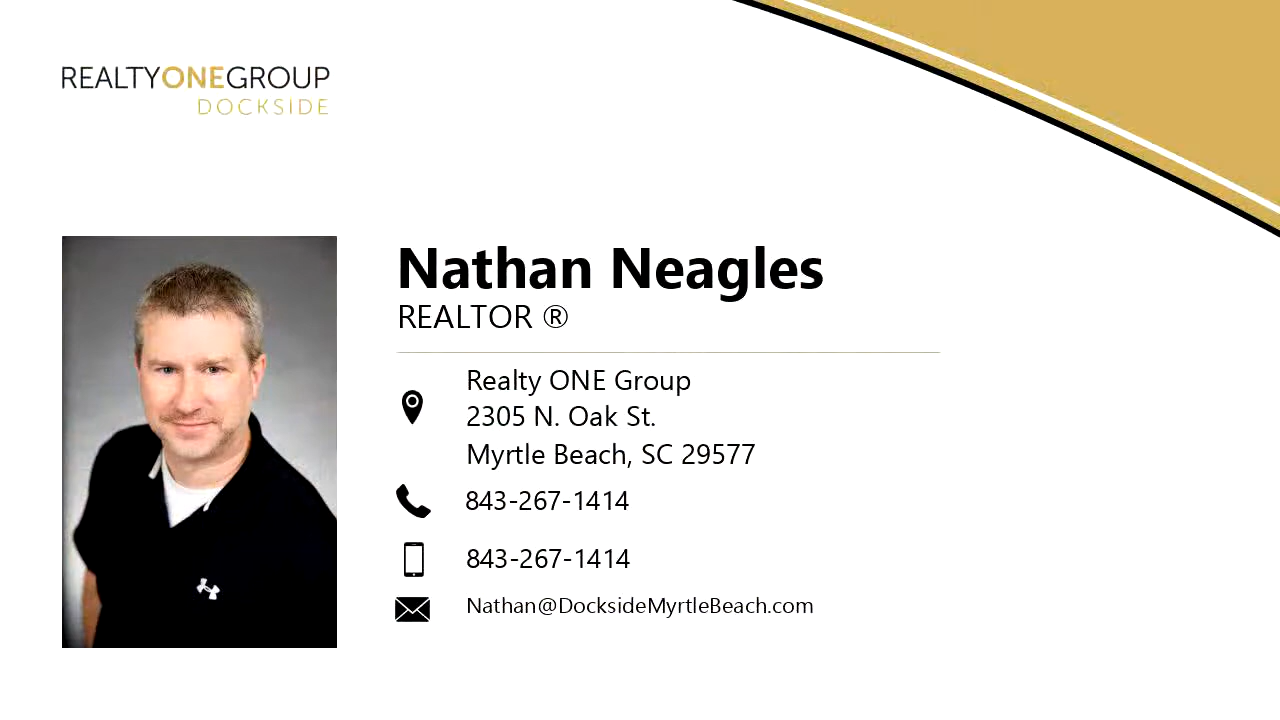 REALTYONEGROUP
DOCKSIDE
Nathan Neagles
REALTOR ®
Realty ONE Group
2305 N. Oak St.
Myrtle Beach, SC 29577
843-267-1414
843-267-1414
Nathan@DocksideMyrtleBeach.com